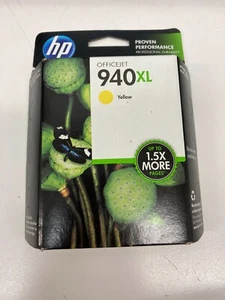 hp
PROVEN
PERFORMANCE
OFFICEJET
940XL
Yellow
UP TO
1.5X
MORE
PAGES